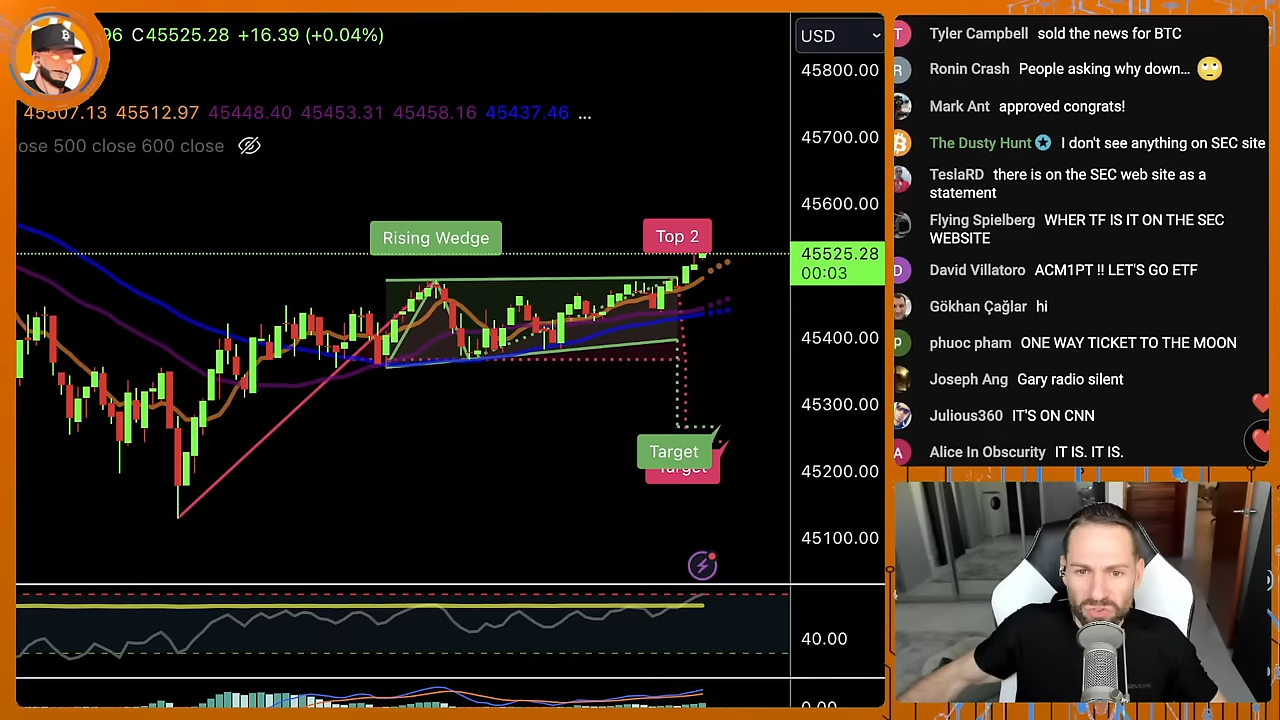 96 C45525.28 +16.39 (+0.04%)
45507.13 45512.97 45448.40 45453.31 45458.16 45437.46 ...
ose 500 close 600 close
Rising Wedge
Top 2
Target
Target
USD
45800.00
45700.00
45600.00
45525.28
00:03
45400.00
45300.00
45200.00
45100.00
40.00
0.00
T
Tyler Campbell sold the news for BTC
R
Ronin Crash People asking why down...
Mark Ant approved congrats!
The Dusty Hunt I don't see anything on SEC site
TeslaRD there is on the SEC web site as a
statement
Flying Spielberg WHER TF IS IT ON THE SEC
WEBSITE
D
David Villatoro ACM1PT !! LET'S GO ETF
Gökhan Çağlar hi
P
phuoc pham ONE WAY TICKET TO THE MOON
Joseph Ang Gary radio silent
Julious360 IT'S ON CNN
A
Alice In Obscurity IT IS. IT IS.